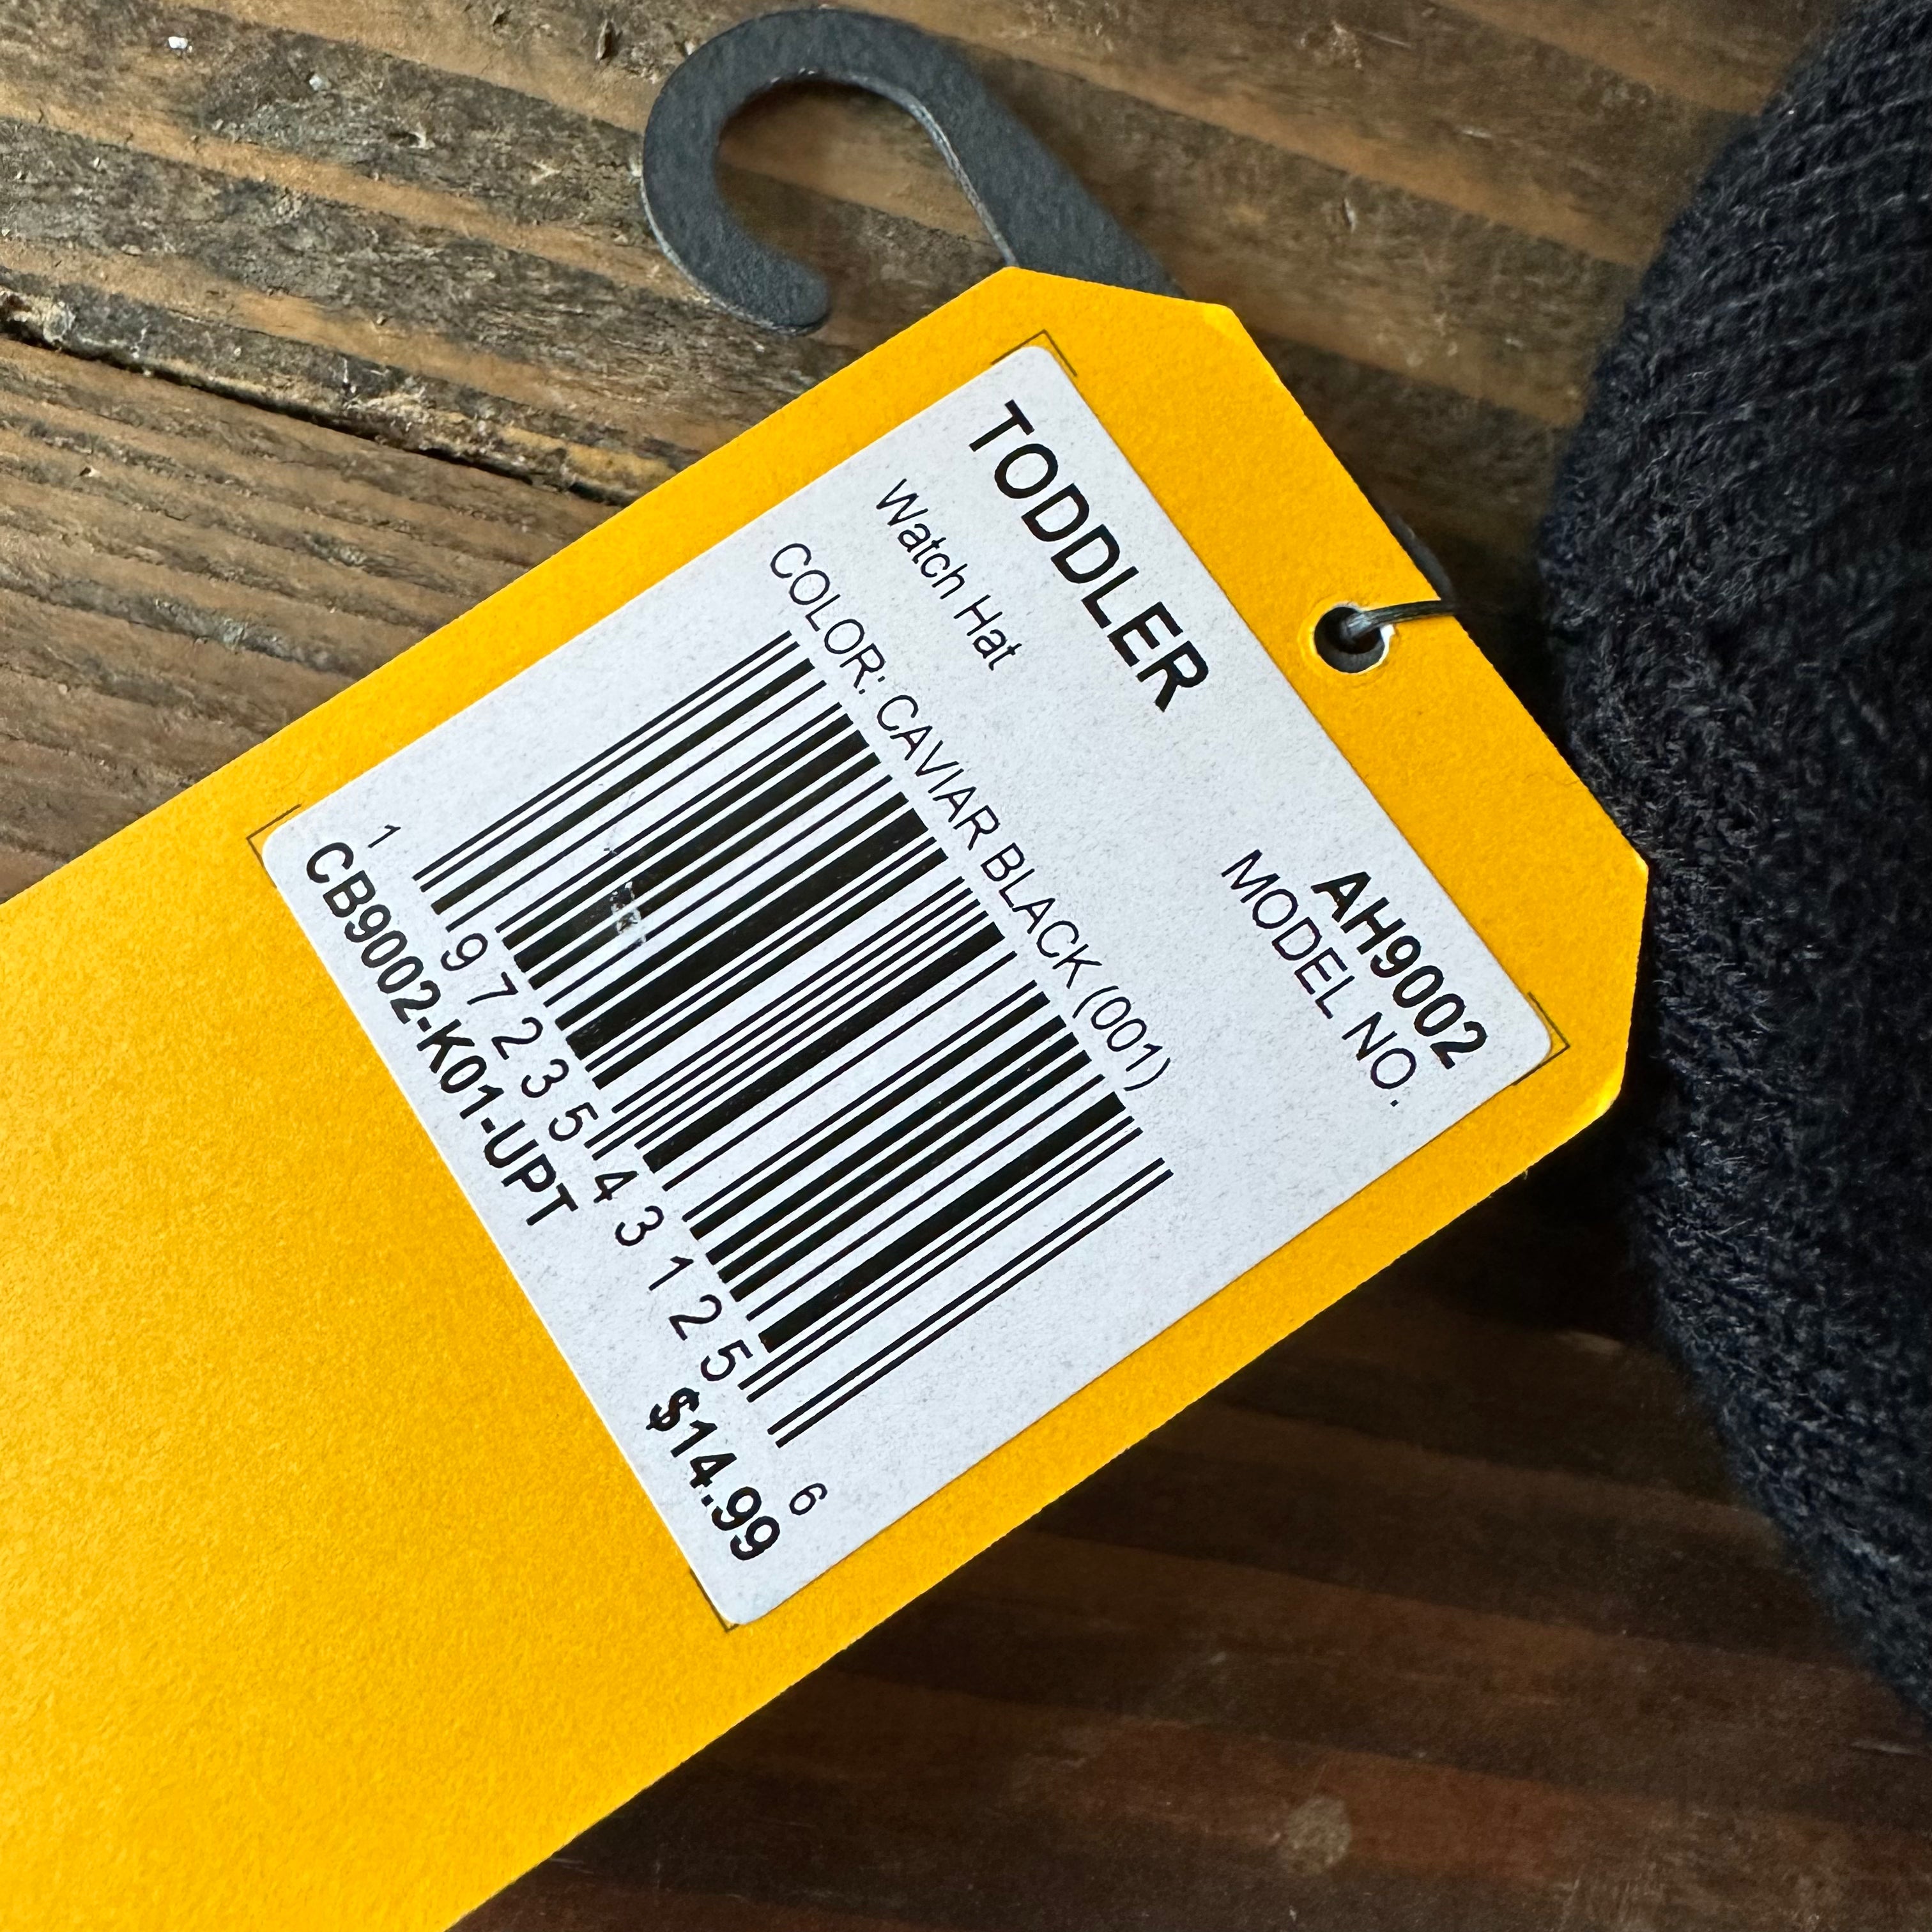 TODDLER
AH9002
Watch Hat
MODEL NO.
COLOR: CAVIAR BLACK (001)
1 97235 43125 6
CB9002-K01-UPT
$14.99